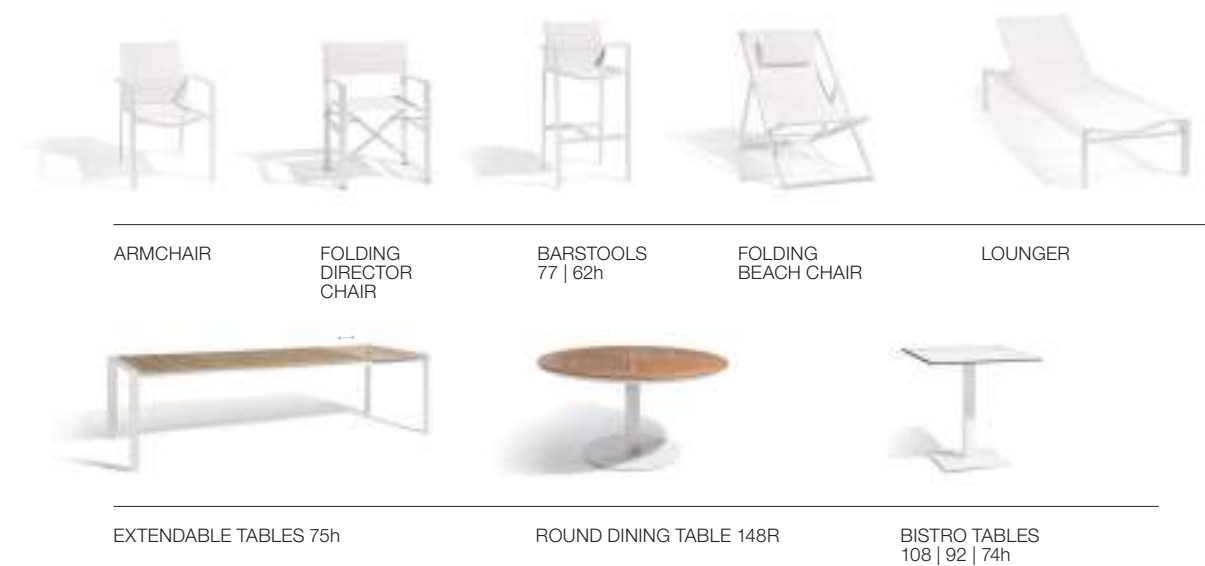 ARMCHAIR
FOLDING
DIRECTOR
CHAIR
BARSTOOLS
77 | 62h
FOLDING
BEACH CHAIR
LOUNGER
EXTENDABLE TABLES 75h
ROUND DINING TABLE 148R
BISTRO TABLES
108 | 92 | 74h